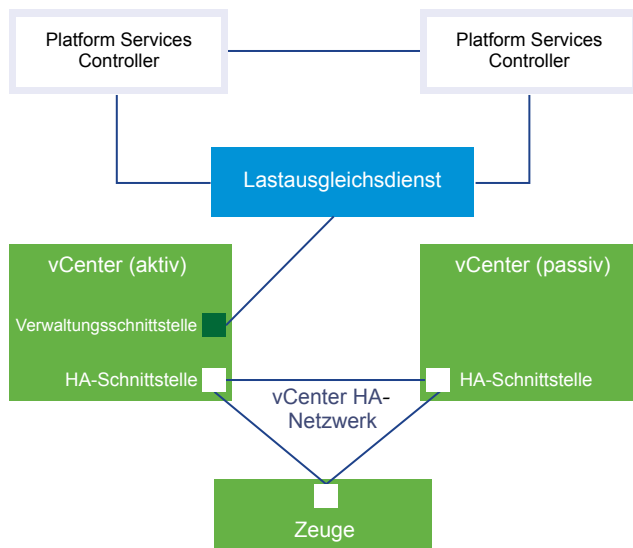 Platform Services
Controller
Platform Services
Controller
Lastausgleichsdienst
vCenter (aktiv)
vCenter (passiv)
Verwaltungsschnittstelle
HA-Schnittstelle
HA-Schnittstelle
vCenter HA-
Netzwerk
Zeuge